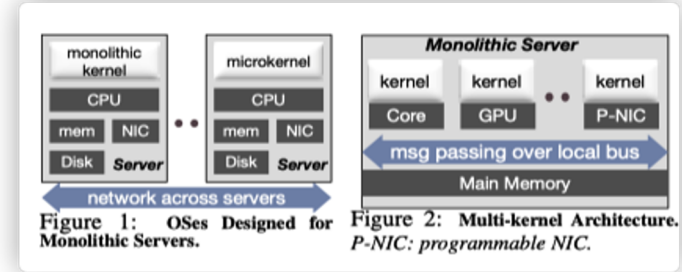 monolithic
kernel
CPU
mem NIC
Disk Server
microkernel
CPU
mem NIC
Disk Server
network across servers
Figure 1: OSes Designed for
Monolithic Servers.
Monolithic Server
kernel kernel kernel
Core GPU P-NIC
msg passing over local bus
Main Memory
Figure 2: Multi-kernel Architecture.
P-NIC: programmable NIC.